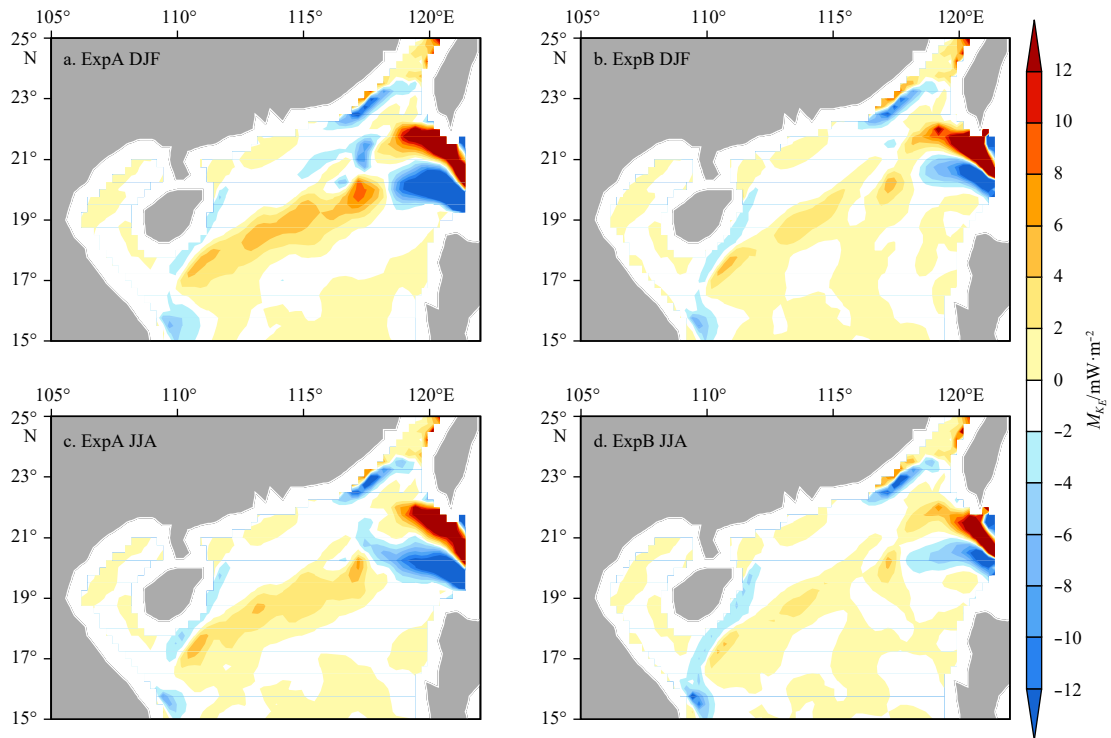 105° 110° 115° 120°E
105° 110° 115° 120°E
25°
N
23°
21°
19°
17°
15°
a. ExpA DJF
25°
N
23°
21°
19°
17°
15°
b. ExpB DJF
105° 110° 115° 120°E
105° 110° 115° 120°E
25°
N
23°
21°
19°
17°
15°
c. ExpA JJA
25°
N
23°
21°
19°
17°
15°
d. ExpB JJA
12
10
8
6
4
2
0
−2
−4
−6
−8
−10
−12
M_{K_E}/mW·m⁻²